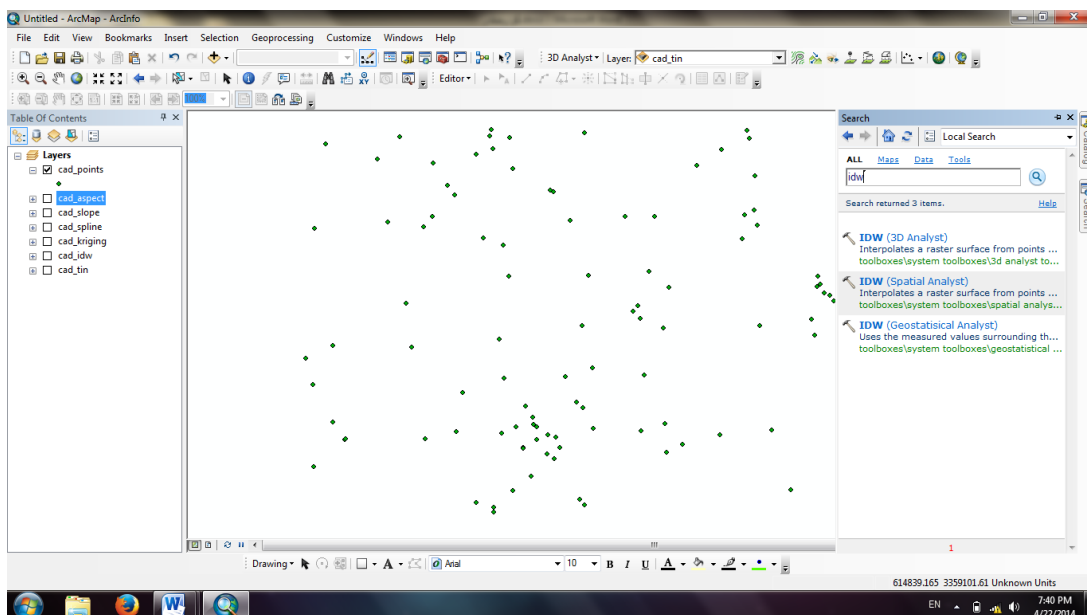 Untitled - ArcMap - ArcInfo
File Edit View Bookmarks Insert Selection Geoprocessing Customize Windows Help
3D Analyst Layer: cad_tin
Editor
100%
Table Of Contents
Layers
cad_points
cad_aspect
cad_slope
cad_spline
cad_kriging
cad_idw
cad_tin
Search
Local Search
ALL Maps Data Tools
idw
Search returned 3 items. Help
IDW (3D Analyst)
Interpolates a raster surface from points ...
toolboxes\system toolboxes\3d analyst to...
IDW (Spatial Analyst)
Interpolates a raster surface from points ...
toolboxes\system toolboxes\spatial analys...
IDW (Geostatisical Analyst)
Uses the measured values surrounding th...
toolboxes\system toolboxes\geostatistical ...
1
Drawing Arial 10 B I U A
614839.165 3359101.61 Unknown Units
EN 7:40 PM
4/22/2014